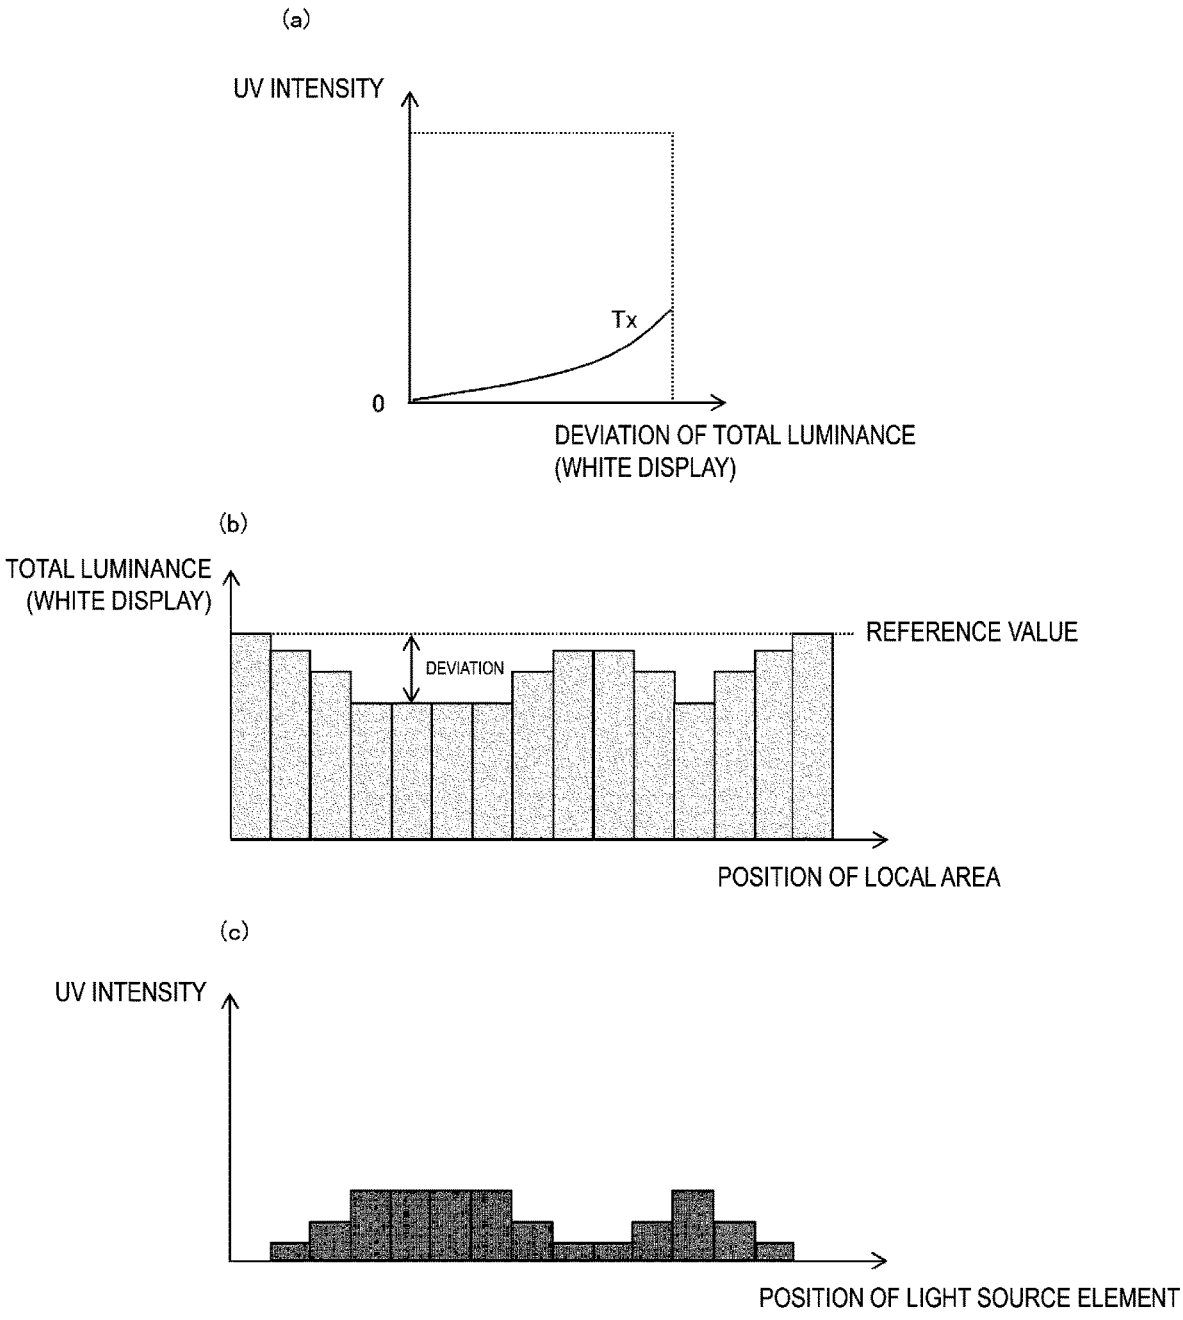 (a)
UV INTENSITY
Tx
0
DEVIATION OF TOTAL LUMINANCE
(WHITE DISPLAY)
(b)
TOTAL LUMINANCE
(WHITE DISPLAY)
REFERENCE VALUE
DEVIATION
POSITION OF LOCAL AREA
(c)
UV INTENSITY
POSITION OF LIGHT SOURCE ELEMENT